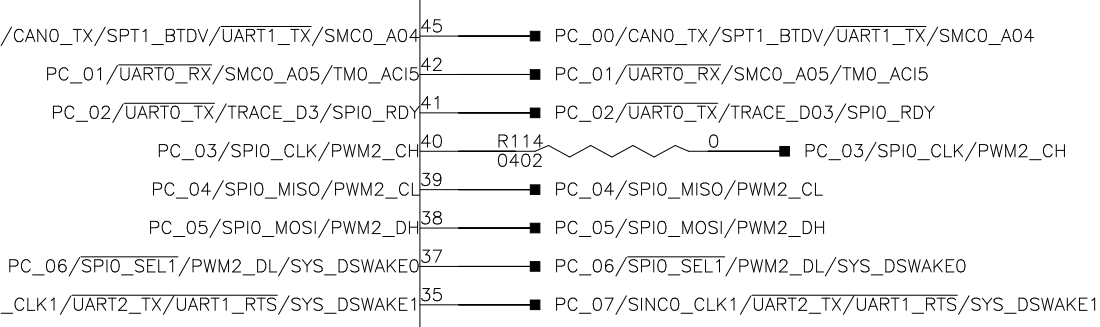 /CAN0_TX/SPT1_BTDV/UART1_TX/SMC0_A04 45 PC_00/CAN0_TX/SPT1_BTDV/UART1_TX/SMC0_A04
PC_01/UART0_RX/SMC0_A05/TM0_ACI5 42 PC_01/UART0_RX/SMC0_A05/TM0_ACI5
PC_02/UART0_TX/TRACE_D3/SPI0_RDY 41 PC_02/UART0_TX/TRACE_D03/SPI0_RDY
PC_03/SPI0_CLK/PWM2_CH 40 R114 0 PC_03/SPI0_CLK/PWM2_CH
0402
PC_04/SPI0_MISO/PWM2_CL 39 PC_04/SPI0_MISO/PWM2_CL
PC_05/SPI0_MOSI/PWM2_DH 38 PC_05/SPI0_MOSI/PWM2_DH
PC_06/SPI0_SEL1/PWM2_DL/SYS_DSWAKE0 37 PC_06/SPI0_SEL1/PWM2_DL/SYS_DSWAKE0
_CLK1/UART2_TX/UART1_RTS/SYS_DSWAKE1 35 PC_07/SINC0_CLK1/UART2_TX/UART1_RTS/SYS_DSWAKE1